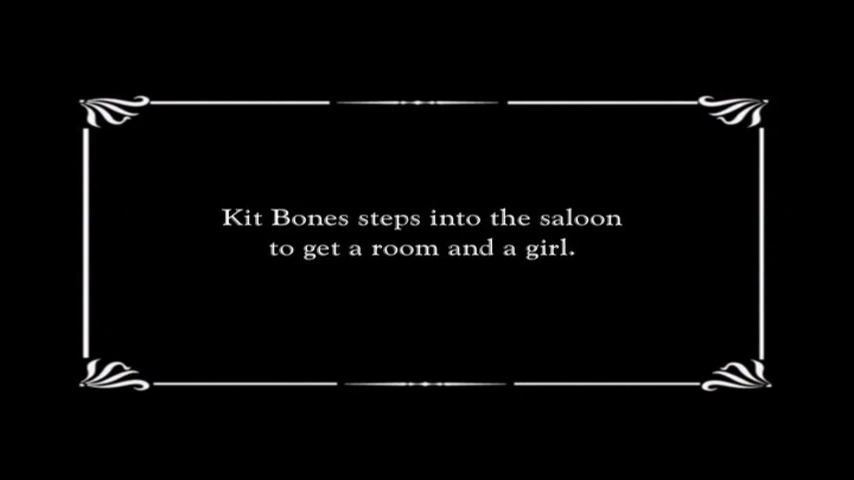 Kit Bones steps into the saloon
to get a room and a girl.